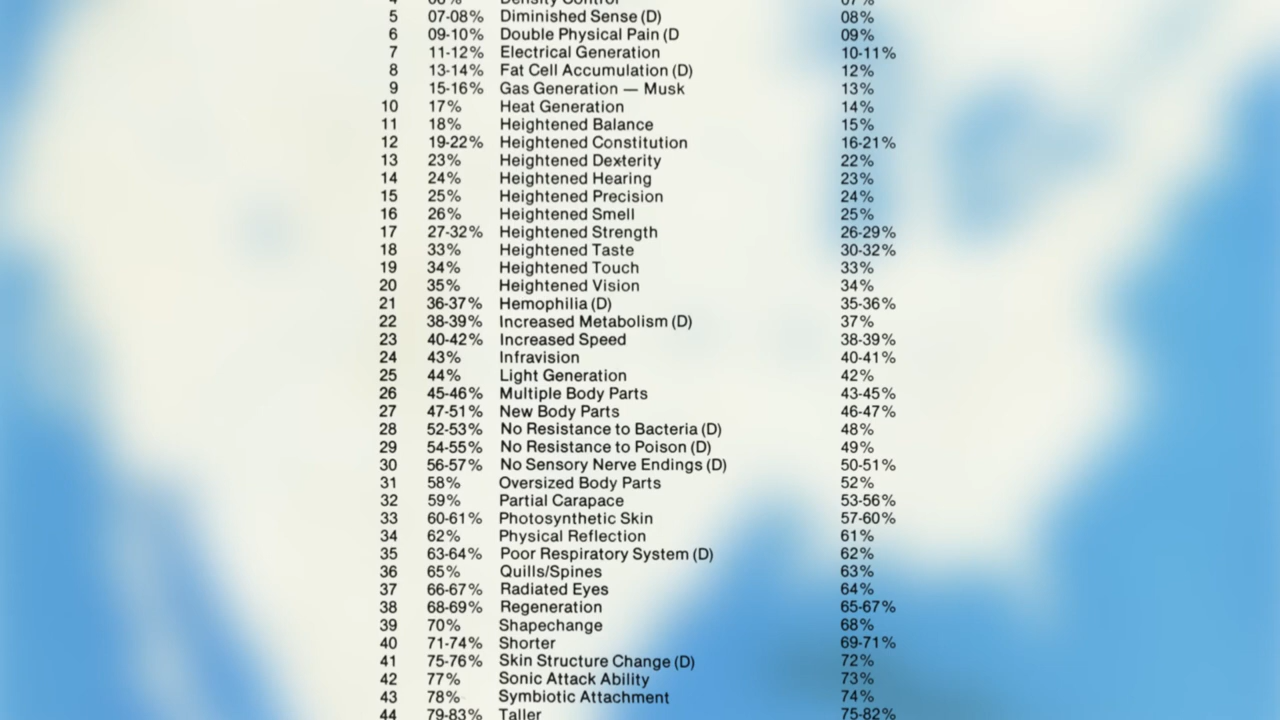 4 06% Density Control 07%
5 07-08% Diminished Sense (D) 08%
6 09-10% Double Physical Pain (D 09%
7 11-12% Electrical Generation 10-11%
8 13-14% Fat Cell Accumulation (D) 12%
9 15-16% Gas Generation — Musk 13%
10 17% Heat Generation 14%
11 18% Heightened Balance 15%
12 19-22% Heightened Constitution 16-21%
13 23% Heightened Dexterity 22%
14 24% Heightened Hearing 23%
15 25% Heightened Precision 24%
16 26% Heightened Smell 25%
17 27-32% Heightened Strength 26-29%
18 33% Heightened Taste 30-32%
19 34% Heightened Touch 33%
20 35% Heightened Vision 34%
21 36-37% Hemophilia (D) 35-36%
22 38-39% Increased Metabolism (D) 37%
23 40-42% Increased Speed 38-39%
24 43% Infravision 40-41%
25 44% Light Generation 42%
26 45-46% Multiple Body Parts 43-45%
27 47-51% New Body Parts 46-47%
28 52-53% No Resistance to Bacteria (D) 48%
29 54-55% No Resistance to Poison (D) 49%
30 56-57% No Sensory Nerve Endings (D) 50-51%
31 58% Oversized Body Parts 52%
32 59% Partial Carapace 53-56%
33 60-61% Photosynthetic Skin 57-60%
34 62% Physical Reflection 61%
35 63-64% Poor Respiratory System (D) 62%
36 65% Quills/Spines 63%
37 66-67% Radiated Eyes 64%
38 68-69% Regeneration 65-67%
39 70% Shapechange 68%
40 71-74% Shorter 69-71%
41 75-76% Skin Structure Change (D) 72%
42 77% Sonic Attack Ability 73%
43 78% Symbiotic Attachment 74%
44 79-83% Taller 75-82%